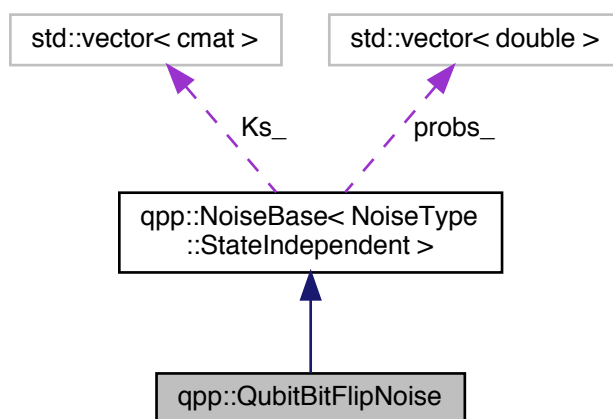 std::vector< cmat >
std::vector< double >
Ks_
probs_
qpp::NoiseBase< NoiseType
::StateIndependent >
qpp::QubitBitFlipNoise